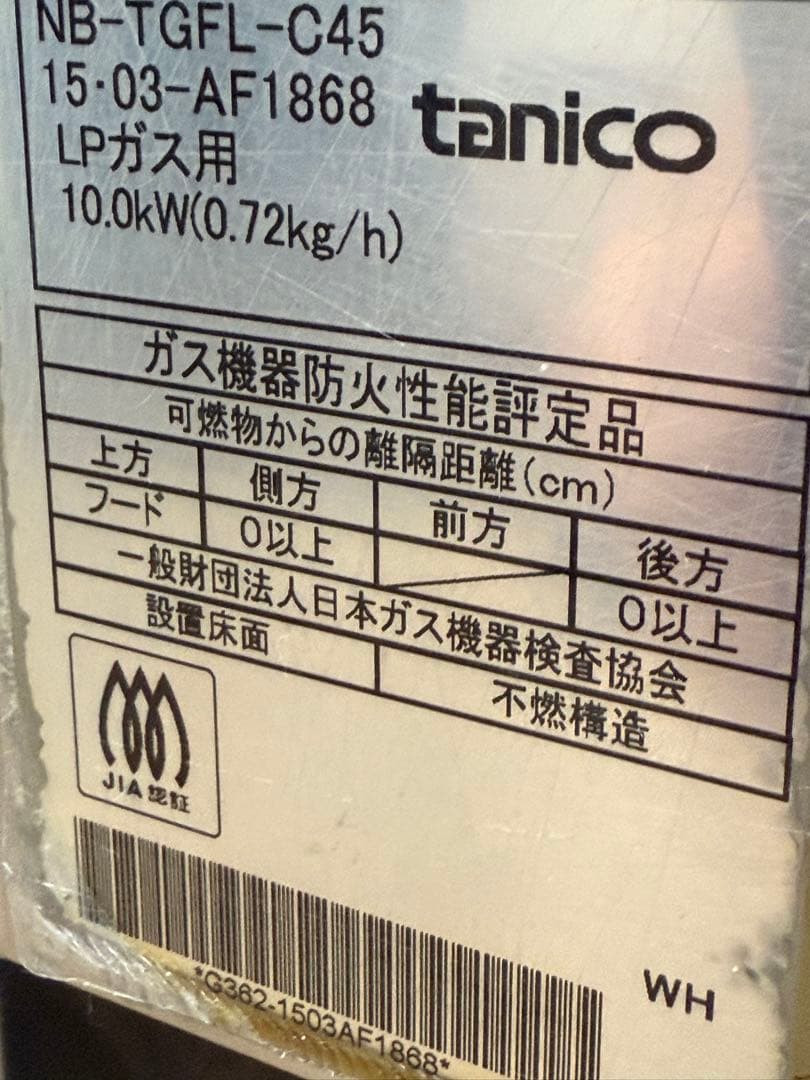 NB-TGFL-C45
15・03-AF1868
tanico
LPガス用
10.0kW(0.72kg/h)
ガス機器防火性能評定品
可燃物からの離隔距離(cm)
上方 側方 前方 後方
フード 0以上 0以上
一般財団法人日本ガス機器検査協会
設置床面 不燃構造
JIA認証
*G362-1503AF1868*
WH